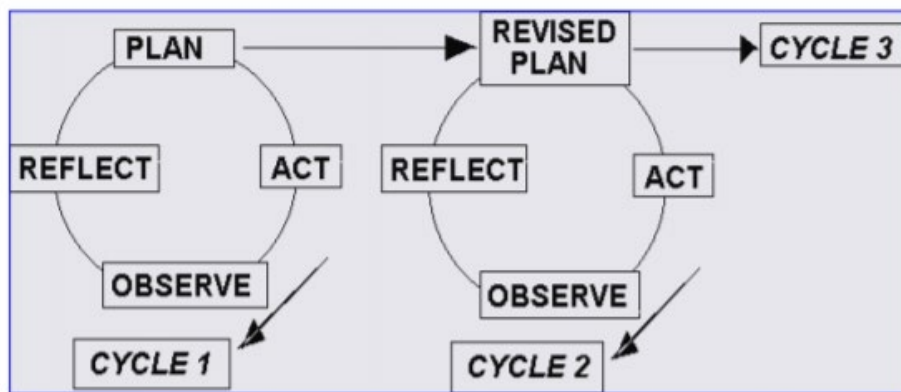 PLAN
REVISED
PLAN
CYCLE 3
REFLECT
ACT
REFLECT
ACT
OBSERVE
OBSERVE
CYCLE 1
CYCLE 2